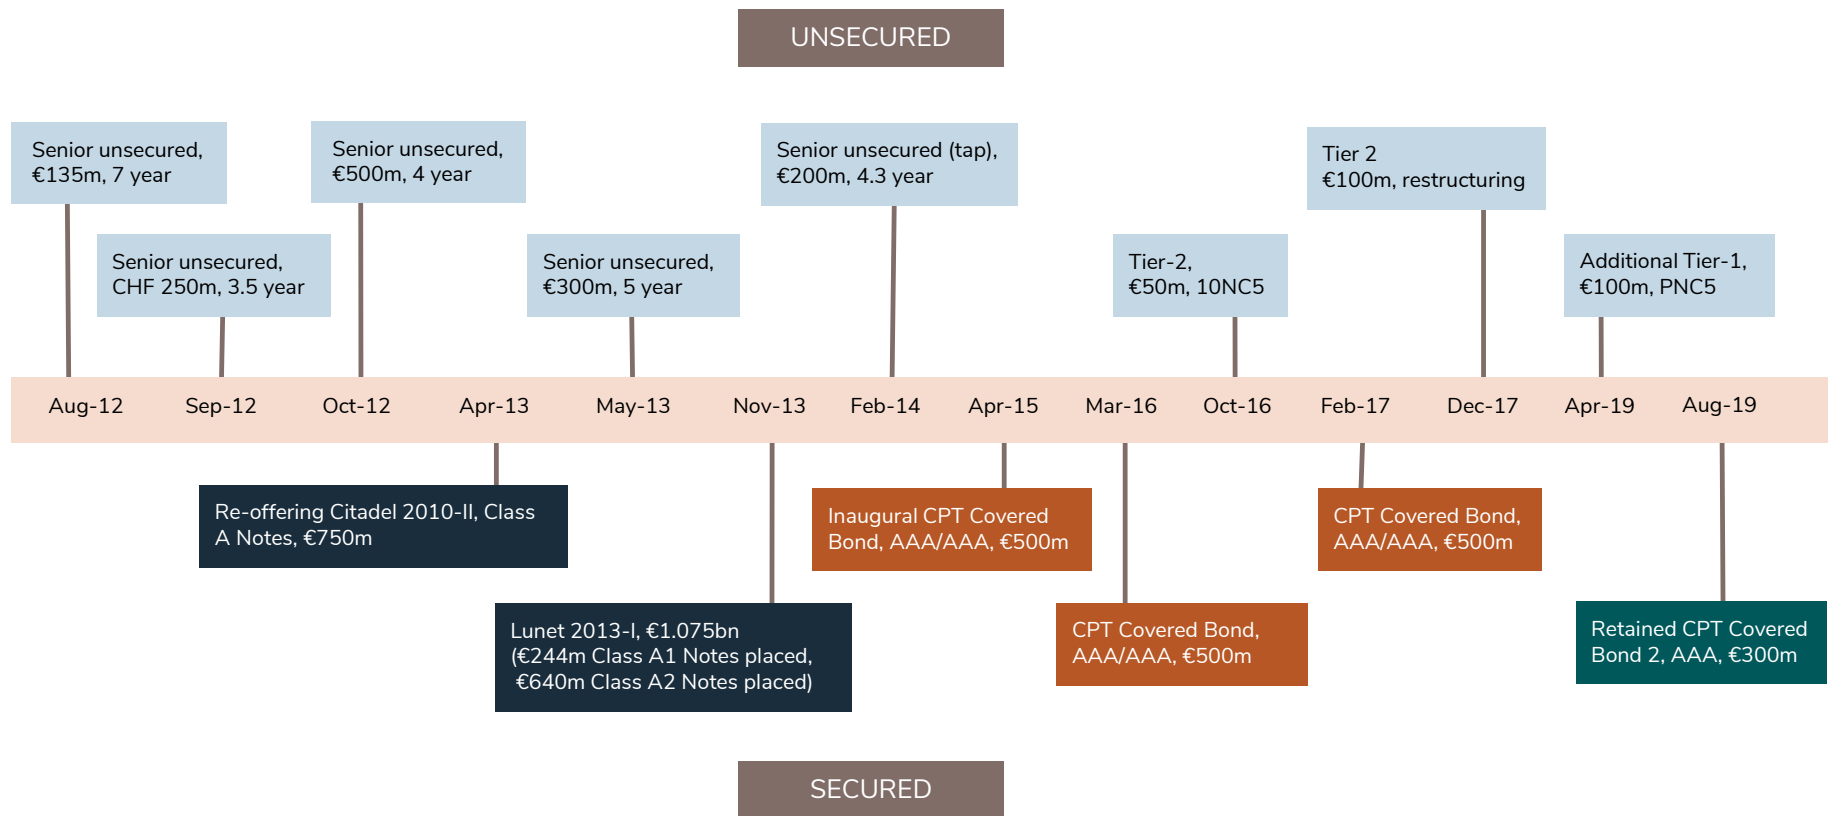 UNSECURED
Senior unsecured,
€135m, 7 year
Senior unsecured,
€500m, 4 year
Senior unsecured (tap),
€200m, 4.3 year
Tier 2
€100m, restructuring
Senior unsecured,
CHF 250m, 3.5 year
Senior unsecured,
€300m, 5 year
Tier-2,
€50m, 10NC5
Additional Tier-1,
€100m, PNC5
Aug-12 Sep-12 Oct-12 Apr-13 May-13 Nov-13 Feb-14 Apr-15 Mar-16 Oct-16 Feb-17 Dec-17 Apr-19 Aug-19
Re-offering Citadel 2010-II, Class
A Notes, €750m
Inaugural CPT Covered
Bond, AAA/AAA, €500m
CPT Covered Bond,
AAA/AAA, €500m
Lunet 2013-I, €1.075bn
(€244m Class A1 Notes placed,
€640m Class A2 Notes placed)
CPT Covered Bond,
AAA/AAA, €500m
Retained CPT Covered
Bond 2, AAA, €300m
SECURED